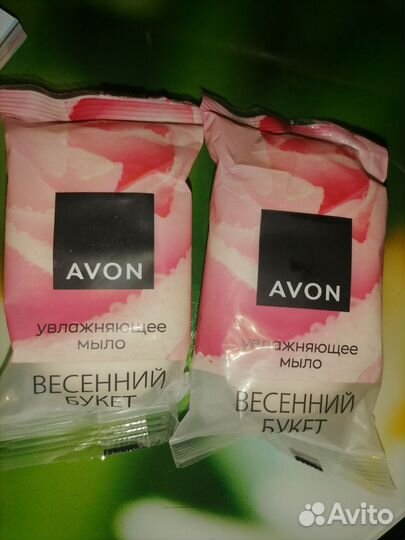 AVON
увлажняющее
мыло
ВЕСЕННИЙ
БУКЕТ
AVON
увлажняющее
мыло
ВЕСЕННИЙ
БУКЕТ
Avito